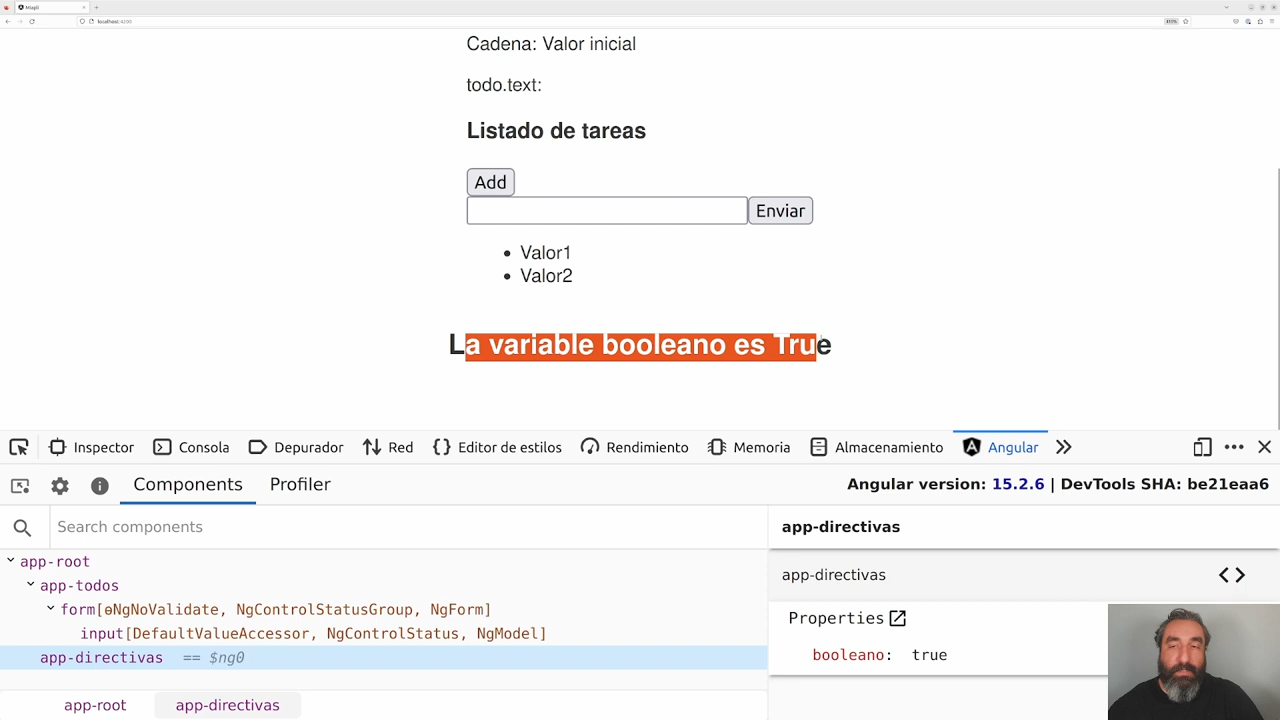 MiApli
localhost:4200
Cadena: Valor inicial
todo.text:
Listado de tareas
Add
Enviar
Valor1
Valor2
La variable booleano es True
Inspector Consola Depurador Red Editor de estilos Rendimiento Memoria Almacenamiento Angular
Components Profiler Angular version: 15.2.6 | DevTools SHA: be21eaa6
Search components
app-directivas
app-root
app-todos
form[ɵNgNoValidate, NgControlStatusGroup, NgForm]
input[DefaultValueAccessor, NgControlStatus, NgModel]
app-directivas == $ng0
app-root app-directivas
app-directivas
Properties
booleano: true